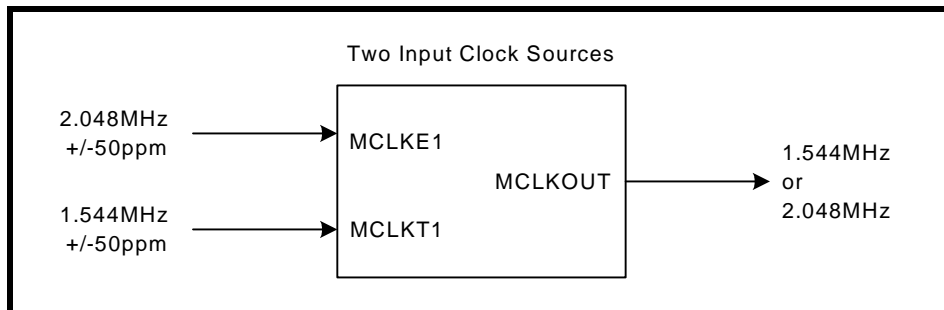 Two Input Clock Sources
2.048MHz
+/-50ppm
MCLKE1
MCLKOUT
1.544MHz
or
2.048MHz
1.544MHz
+/-50ppm
MCLKT1